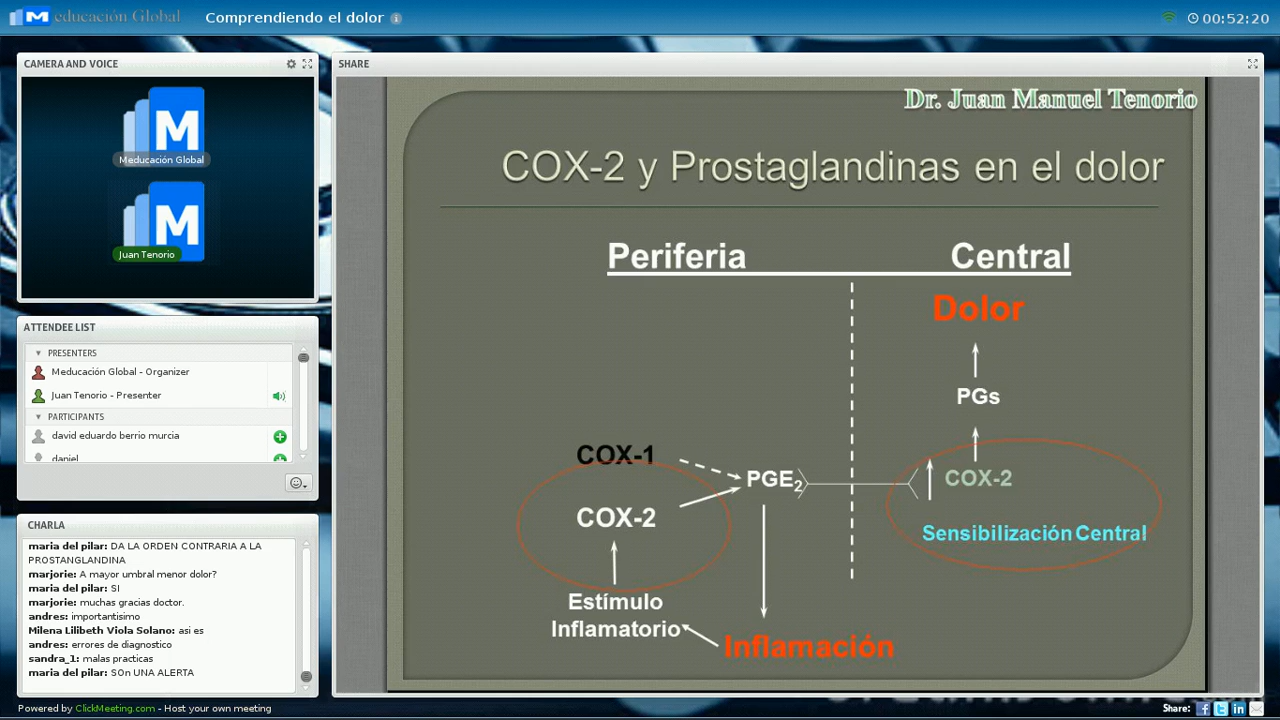 M educación Global
Comprendiendo el dolor
00:52:20
CAMERA AND VOICE
M
Meducación Global
M
Juan Tenorio
ATTENDEE LIST
PRESENTERS
Meducación Global - Organizer
Juan Tenorio - Presenter
PARTICIPANTS
david eduardo berrio murcia
daniel
CHARLA
maria del pilar: DA LA ORDEN CONTRARIA A LA
PROSTANGLANDINA
marjorie: A mayor umbral menor dolor?
maria del pilar: SI
marjorie: muchas gracias doctor.
andres: importantisimo
Milena Lilibeth Viola Solano: asi es
andres: errores de diagnostico
sandra_1: malas practicas
maria del pilar: SOn UNA ALERTA
Powered by ClickMeeting.com - Host your own meeting
SHARE
Dr. Juan Manuel Tenorio
COX-2 y Prostaglandinas en el dolor
Periferia Central
Dolor
PGs
COX-1
PGE2
COX-2
COX-2
Sensibilización Central
Estímulo
Inflamatorio
Inflamación
Share: